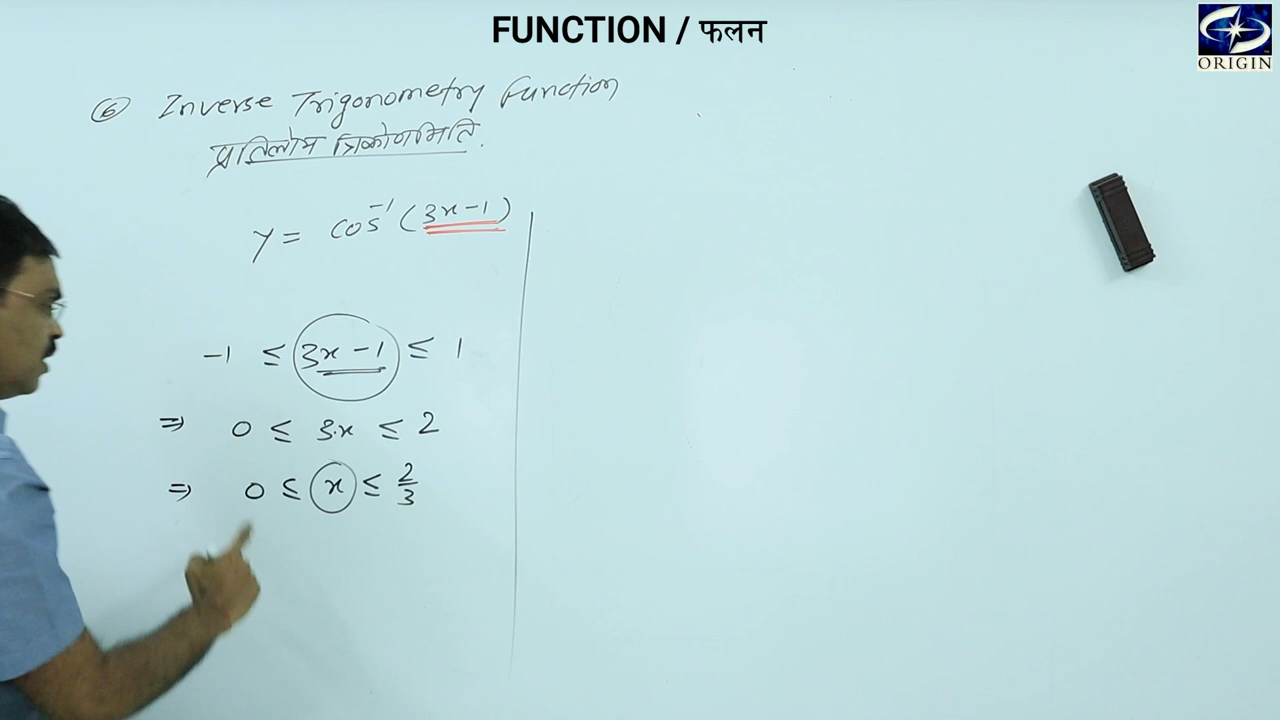 FUNCTION / फलन
ORIGIN
⑥ Inverse Trigonometry Function
प्रतिलोम त्रिकोणमिति.
y = cos⁻¹ (3x-1)
-1 ≤ 3x - 1 ≤ 1
⇒ 0 ≤ 3x ≤ 2
⇒ 0 ≤ x ≤ 2/3